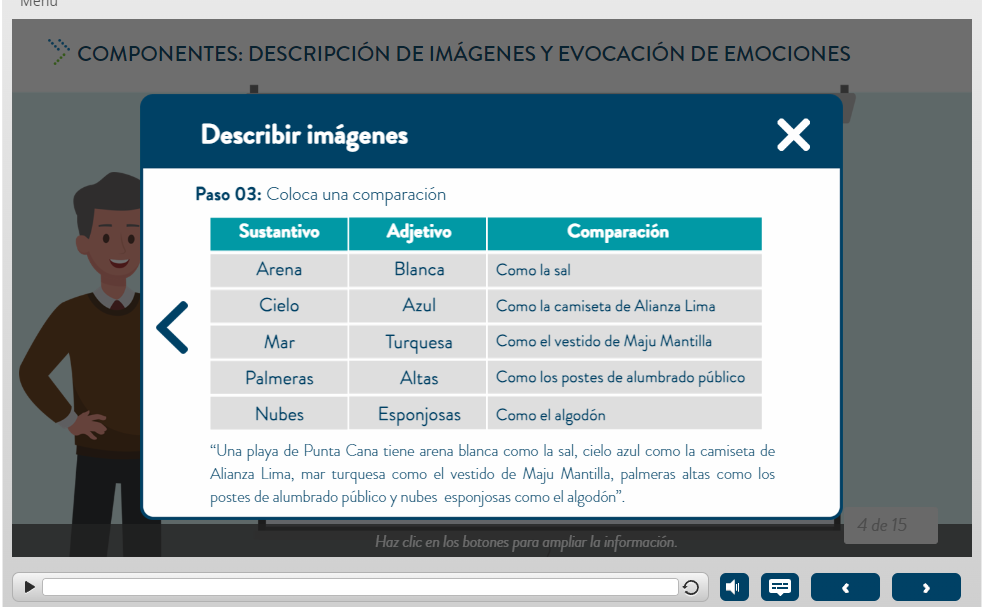 Menú
COMPONENTES: DESCRIPCIÓN DE IMÁGENES Y EVOCACIÓN DE EMOCIONES
Describir imágenes
Paso 03: Coloca una comparación
Sustantivo Adjetivo Comparación
Arena Blanca Como la sal
Cielo Azul Como la camiseta de Alianza Lima
Mar Turquesa Como el vestido de Maju Mantilla
Palmeras Altas Como los postes de alumbrado público
Nubes Esponjosas Como el algodón
“Una playa de Punta Cana tiene arena blanca como la sal, cielo azul como la camiseta de
Alianza Lima, mar turquesa como el vestido de Maju Mantilla, palmeras altas como los
postes de alumbrado público y nubes esponjosas como el algodón”.
4 de 15
Haz clic en los botones para ampliar la información.